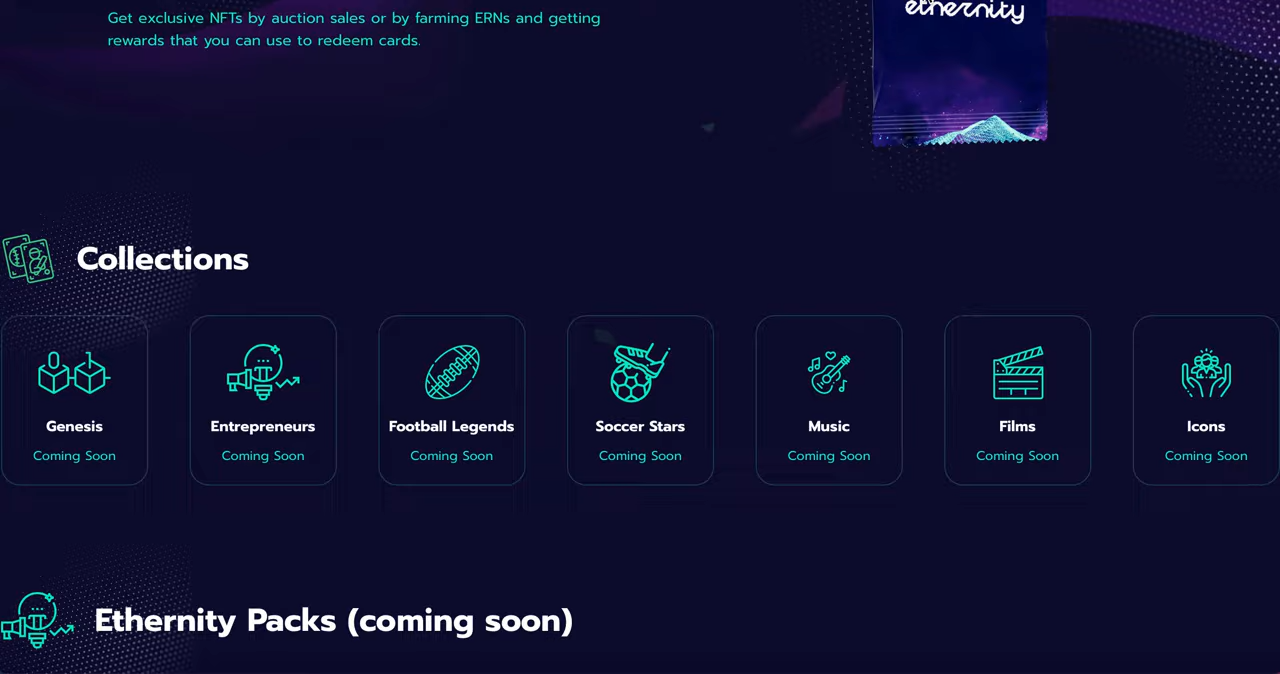 Get exclusive NFTs by auction sales or by farming ERNs and getting
rewards that you can use to redeem cards.
ethernity
Collections
Genesis
Coming Soon
Entrepreneurs
Coming Soon
Football Legends
Coming Soon
Soccer Stars
Coming Soon
Music
Coming Soon
Films
Coming Soon
Icons
Coming Soon
Ethernity Packs (coming soon)